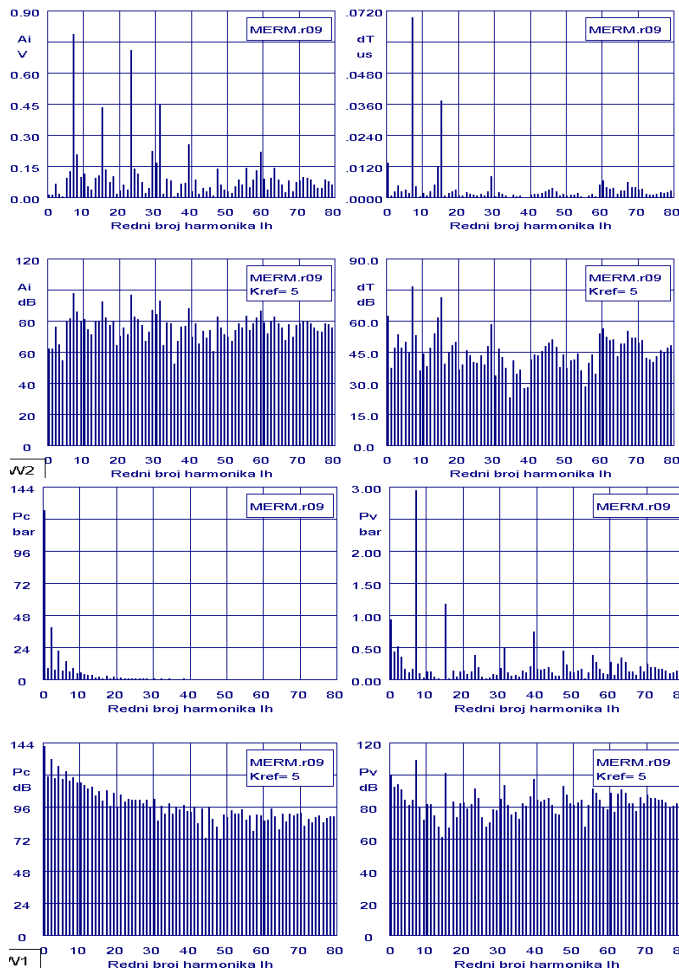 0.90
Ai
V
0.60
0.45
0.30
0.15
0.00
MERM.r09
0 10 20 30 40 50 60 70 80
Redni broj harmonika Ih
.0720
dT
us
.0480
.0360
.0240
.0120
.0000
MERM.r09
0 10 20 30 40 50 60 70 80
Redni broj harmonika Ih
120
Ai
dB
80
60
40
20
0
MERM.r09
Kref= 5
0 10 20 30 40 50 60 70 80
Redni broj harmonika Ih
90.0
dT
dB
60.0
45.0
30.0
15.0
0.0
MERM.r09
Kref= 5
0 10 20 30 40 50 60 70 80
Redni broj harmonika Ih
W2
144
Pc
bar
96
72
48
24
0
MERM.r09
0 10 20 30 40 50 60 70 80
Redni broj harmonika Ih
3.00
Pv
bar
2.00
1.50
1.00
0.50
0.00
MERM.r09
0 10 20 30 40 50 60 70 80
Redni broj harmonika Ih
144
Pc
dB
96
72
48
24
0
MERM.r09
Kref= 5
0 10 20 30 40 50 60 70 80
Redni broj harmonika Ih
120
Pv
dB
80
60
40
20
0
MERM.r09
Kref= 5
0 10 20 30 40 50 60 70 80
Redni broj harmonika Ih
W1